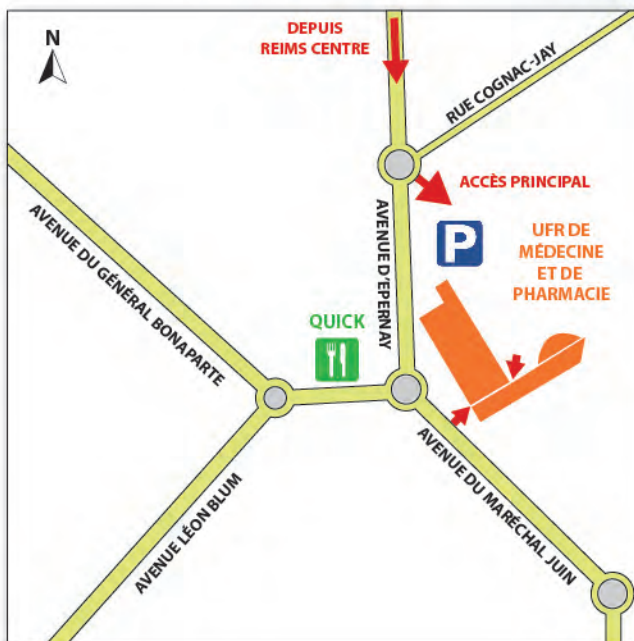 DEPUIS
REIMS CENTRE
N
RUE COGNAC-JAY
ACCÈS PRINCIPAL
AVENUE D'EPERNAY
P
UFR DE
MÉDECINE
ET DE
PHARMACIE
AVENUE DU GÉNÉRAL BONAPARTE
QUICK
AVENUE LÉON BLUM
AVENUE DU MARÉCHAL JUIN